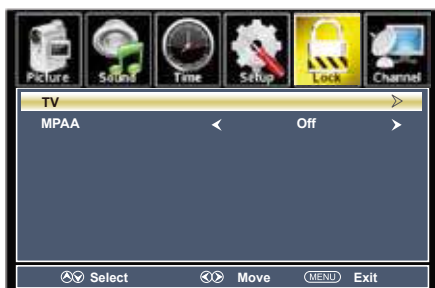 Picture Sound Time Setup Lock Channel
TV
MPAA Off
Select Move MENU Exit